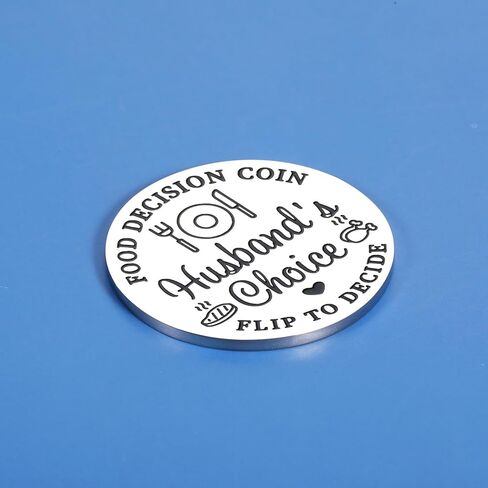 FOOD DECISION COIN
Husband's
Choice
FLIP TO DECIDE